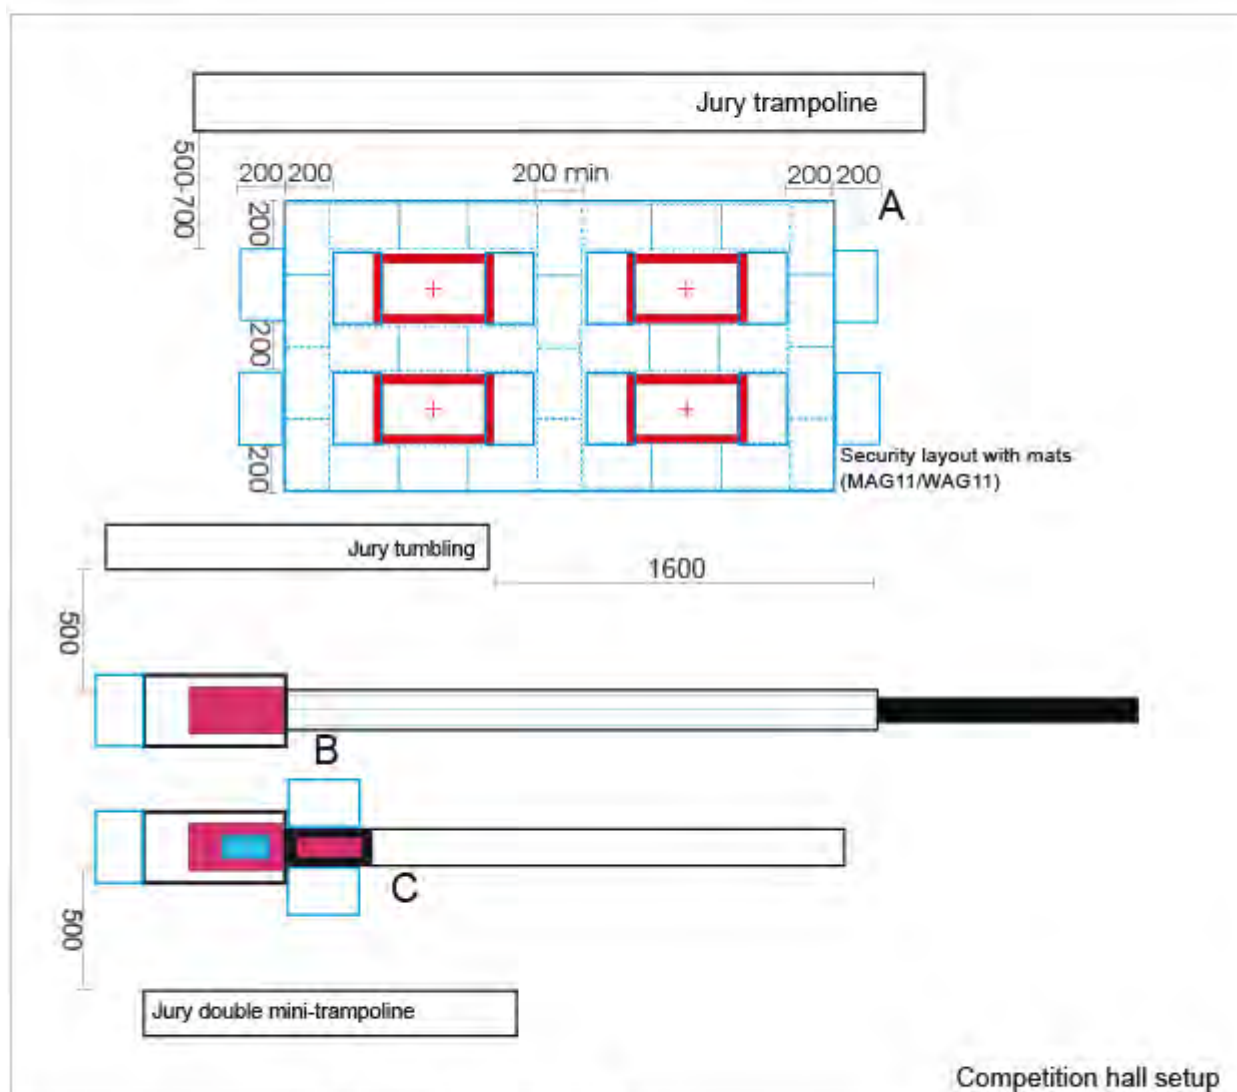 Jury trampoline
500-700
200 200
200 min
200 200
A
200
200
200
Security layout with mats
(MAG11/WAG11)
Jury tumbling
1600
500
B
C
500
Jury double mini-trampoline
Competition hall setup